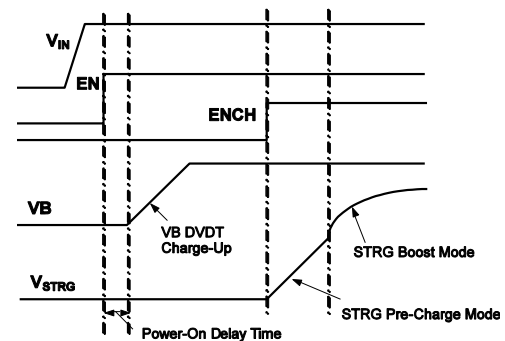 VIN
EN
ENCH
VB
VB DVDT
Charge-Up
STRG Boost Mode
VSTRG
STRG Pre-Charge Mode
Power-On Delay Time